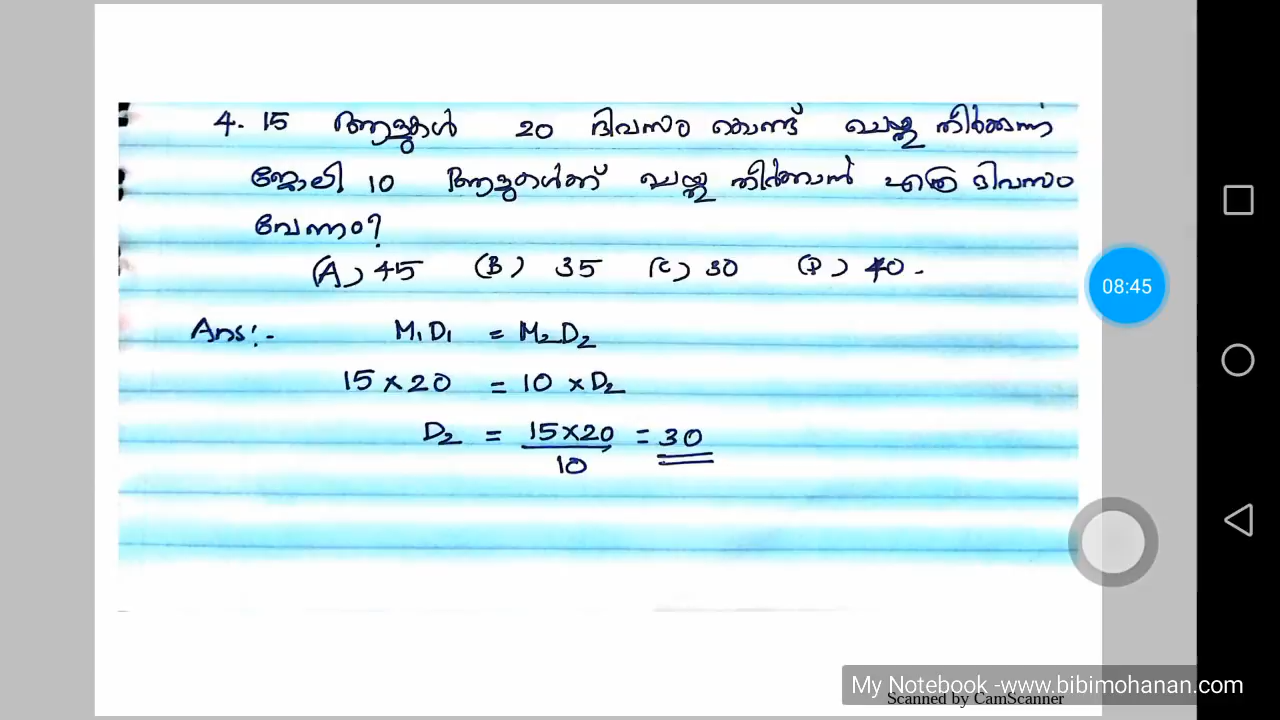 4. 15 ആളുകൾ 20 ദിവസം കൊണ്ട് ചെയ്തു തീർക്കുന്ന
ജോലി 10 ആളുകൾക്ക് ചെയ്തു തീർക്കാൻ എത്ര ദിവസം
വേണം?
(A) 45 (B) 35 (C) 30 (D) 40.
Ans:- M₁D₁ = M₂D₂
15 × 20 = 10 × D₂
D₂ = 15×20 / 10 = 30
08:45
My Notebook -www.bibimohanan.com
Scanned by CamScanner